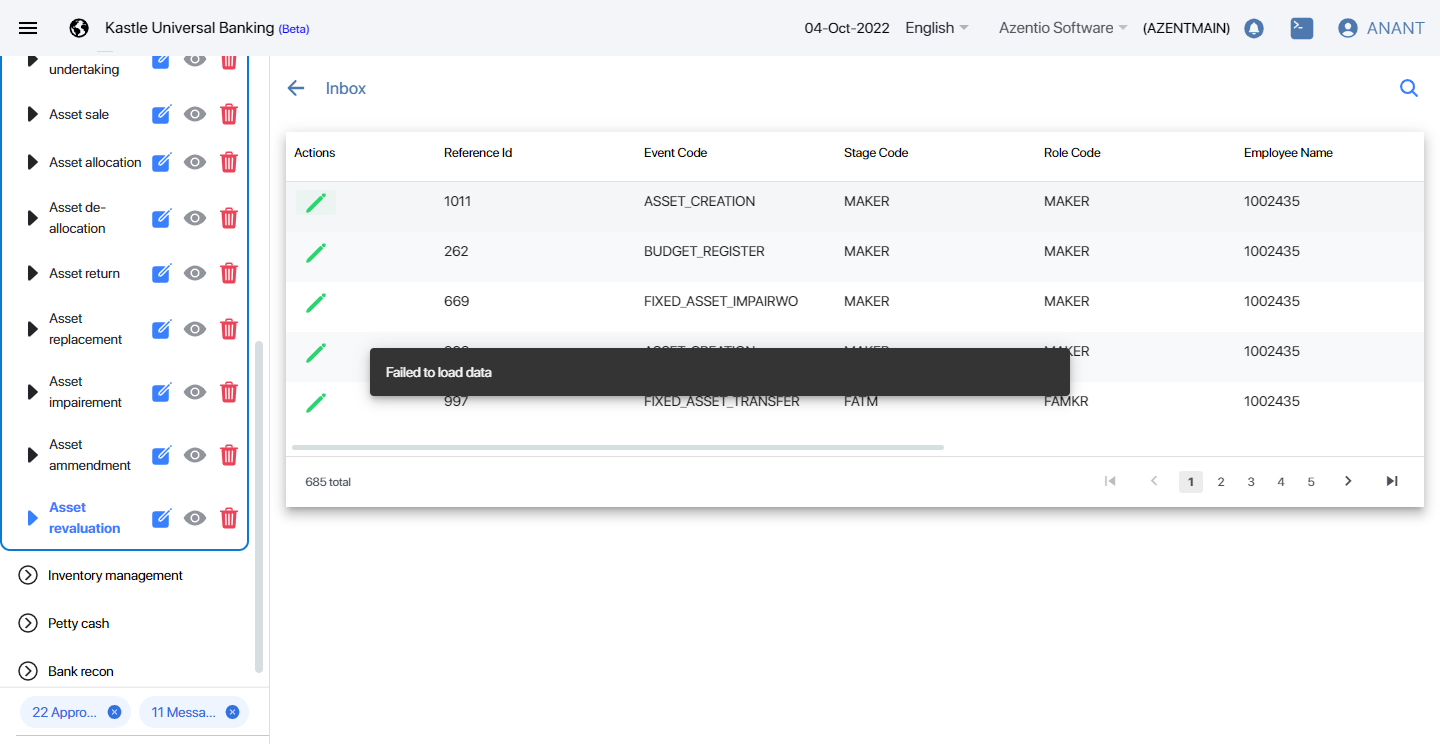 Kastle Universal Banking (Beta)
04-Oct-2022
English
Azentio Software
(AZENTMAIN)
ANANT
undertaking
Asset sale
Asset allocation
Asset de-
allocation
Asset return
Asset
replacement
Asset
impairement
Asset
ammendment
Asset
revaluation
Inventory management
Petty cash
Bank recon
22 Appro...
11 Messa...
Inbox
Actions Reference Id Event Code Stage Code Role Code Employee Name
1011 ASSET_CREATION MAKER MAKER 1002435
262 BUDGET_REGISTER MAKER MAKER 1002435
669 FIXED_ASSET_IMPAIRWO MAKER MAKER 1002435
1002435
Failed to load data
997 FIXED_ASSET_TRANSFER FATM FAMKR 1002435
685 total
1 2 3 4 5